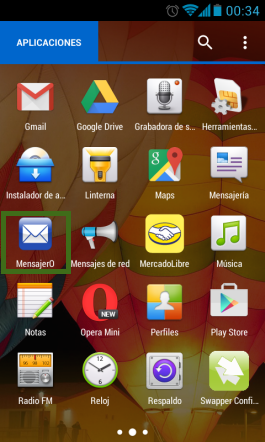 00:34
APLICACIONES
Gmail
Google Drive
Grabadora de s...
Herramientas...
Instalador de a...
Linterna
Maps
Mensajería
MensajerO
Mensajes de red
MercadoLibre
Música
NEW
Notas
Opera Mini
Perfiles
Play Store
Radio FM
Reloj
Respaldo
Swapper Confi...